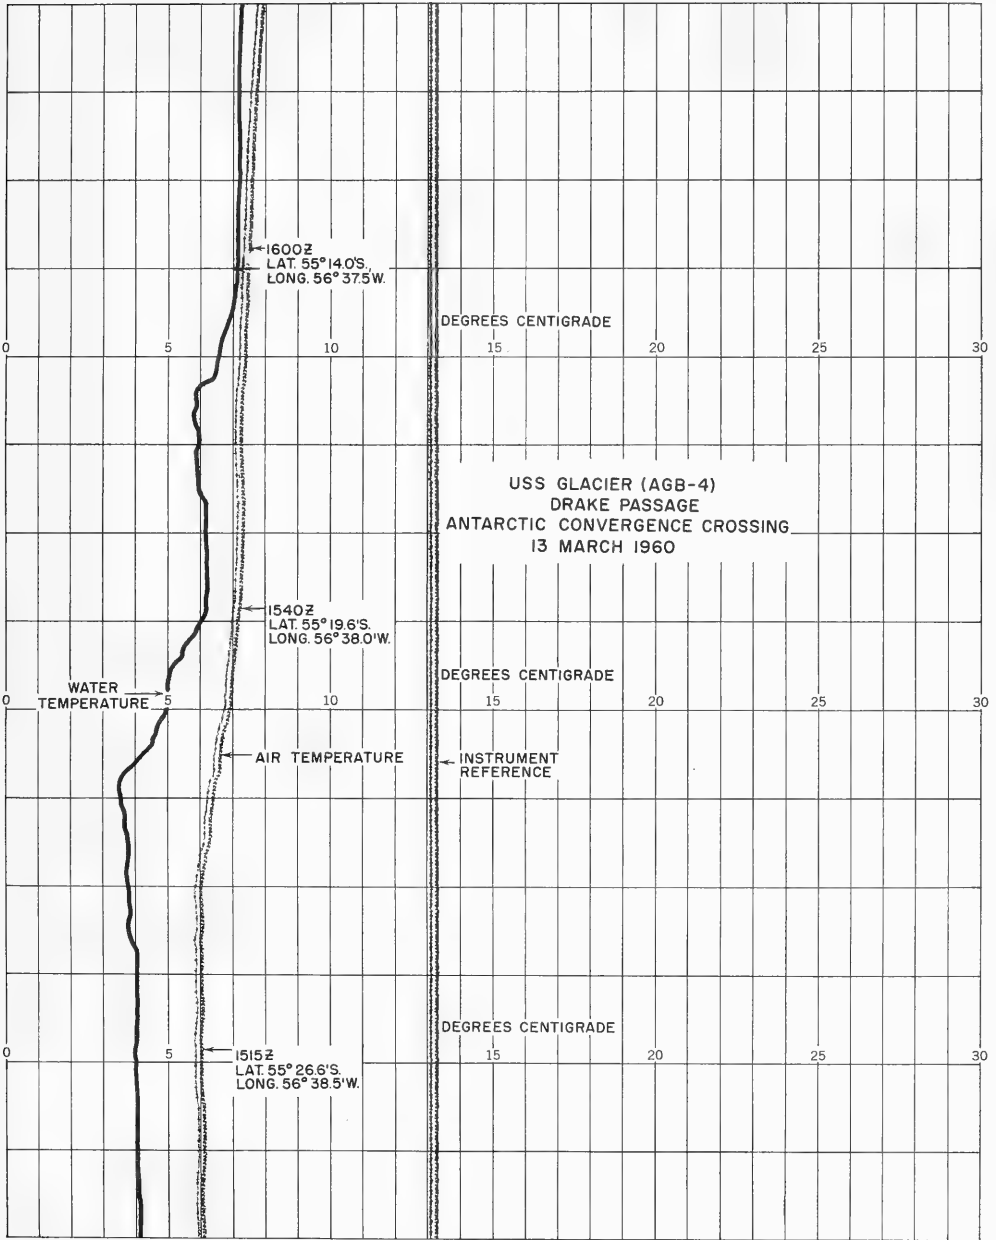 1600Z
LAT. 55° 14.0'S.,
LONG. 56° 37.5W.
DEGREES CENTIGRADE
0 5 10 15 20 25 30
USS GLACIER (AGB-4)
DRAKE PASSAGE
ANTARCTIC CONVERGENCE CROSSING
13 MARCH 1960
1540Z
LAT. 55° 19.6'S.
LONG. 56° 38.0'W.
DEGREES CENTIGRADE
WATER
TEMPERATURE
0 5 10 15 20 25 30
AIR TEMPERATURE
INSTRUMENT
REFERENCE
DEGREES CENTIGRADE
0 5 15 20 25 30
1515Z
LAT. 55° 26.6'S.
LONG. 56° 38.5'W.